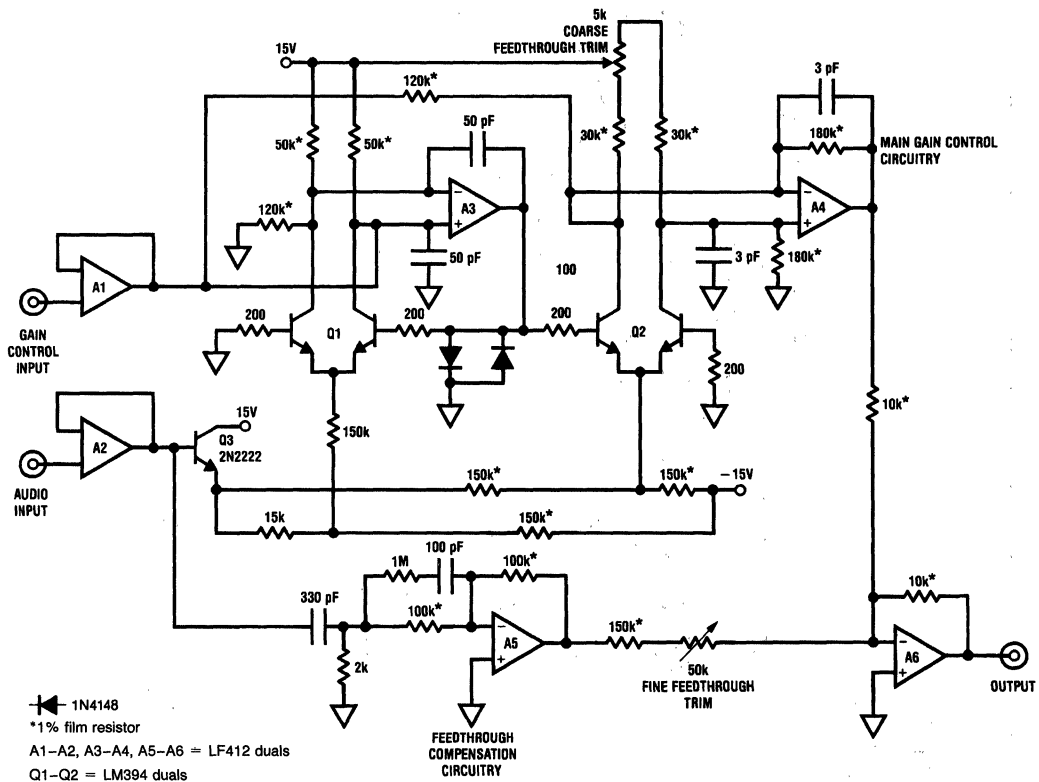 5k
COARSE
FEEDTHROUGH TRIM
15V
120k*
3 pF
50 pF
50k*
50k*
30k*
30k*
180k*
MAIN GAIN CONTROL
CIRCUITRY
A3
A4
120k*
50 pF
3 pF
180k*
100
A1
200
Q1
200
200
Q2
GAIN
CONTROL
INPUT
200
15V
10k*
A2
Q3
2N2222
150k
AUDIO
INPUT
150k*
150k*
–15V
15k
150k*
100 pF
1M
100k*
330 pF
100k*
10k*
A5
150k*
A6
2k
50k
FINE FEEDTHROUGH
TRIM
OUTPUT
1N4148
*1% film resistor
A1–A2, A3–A4, A5–A6 = LF412 duals
Q1–Q2 = LM394 duals
FEEDTHROUGH
COMPENSATION
CIRCUITRY